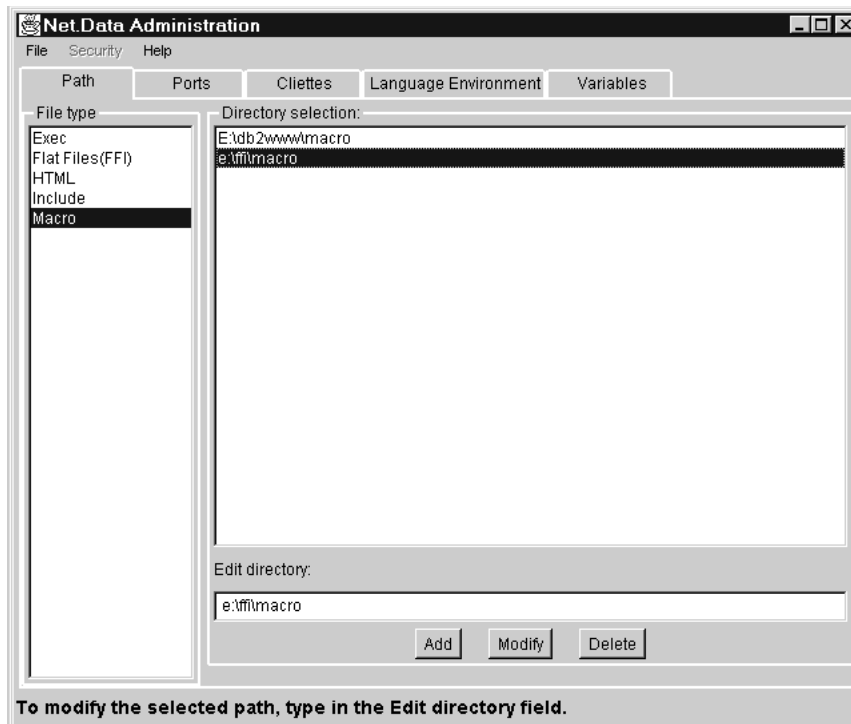 Net.Data Administration
File Security Help
Path Ports Cliettes Language Environment Variables
File type
Exec
Flat Files(FFI)
HTML
Include
Macro
Directory selection:
E:\db2www\macro
e:\ffi\macro
Edit directory:
e:\ffi\macro
Add Modify Delete
To modify the selected path, type in the Edit directory field.